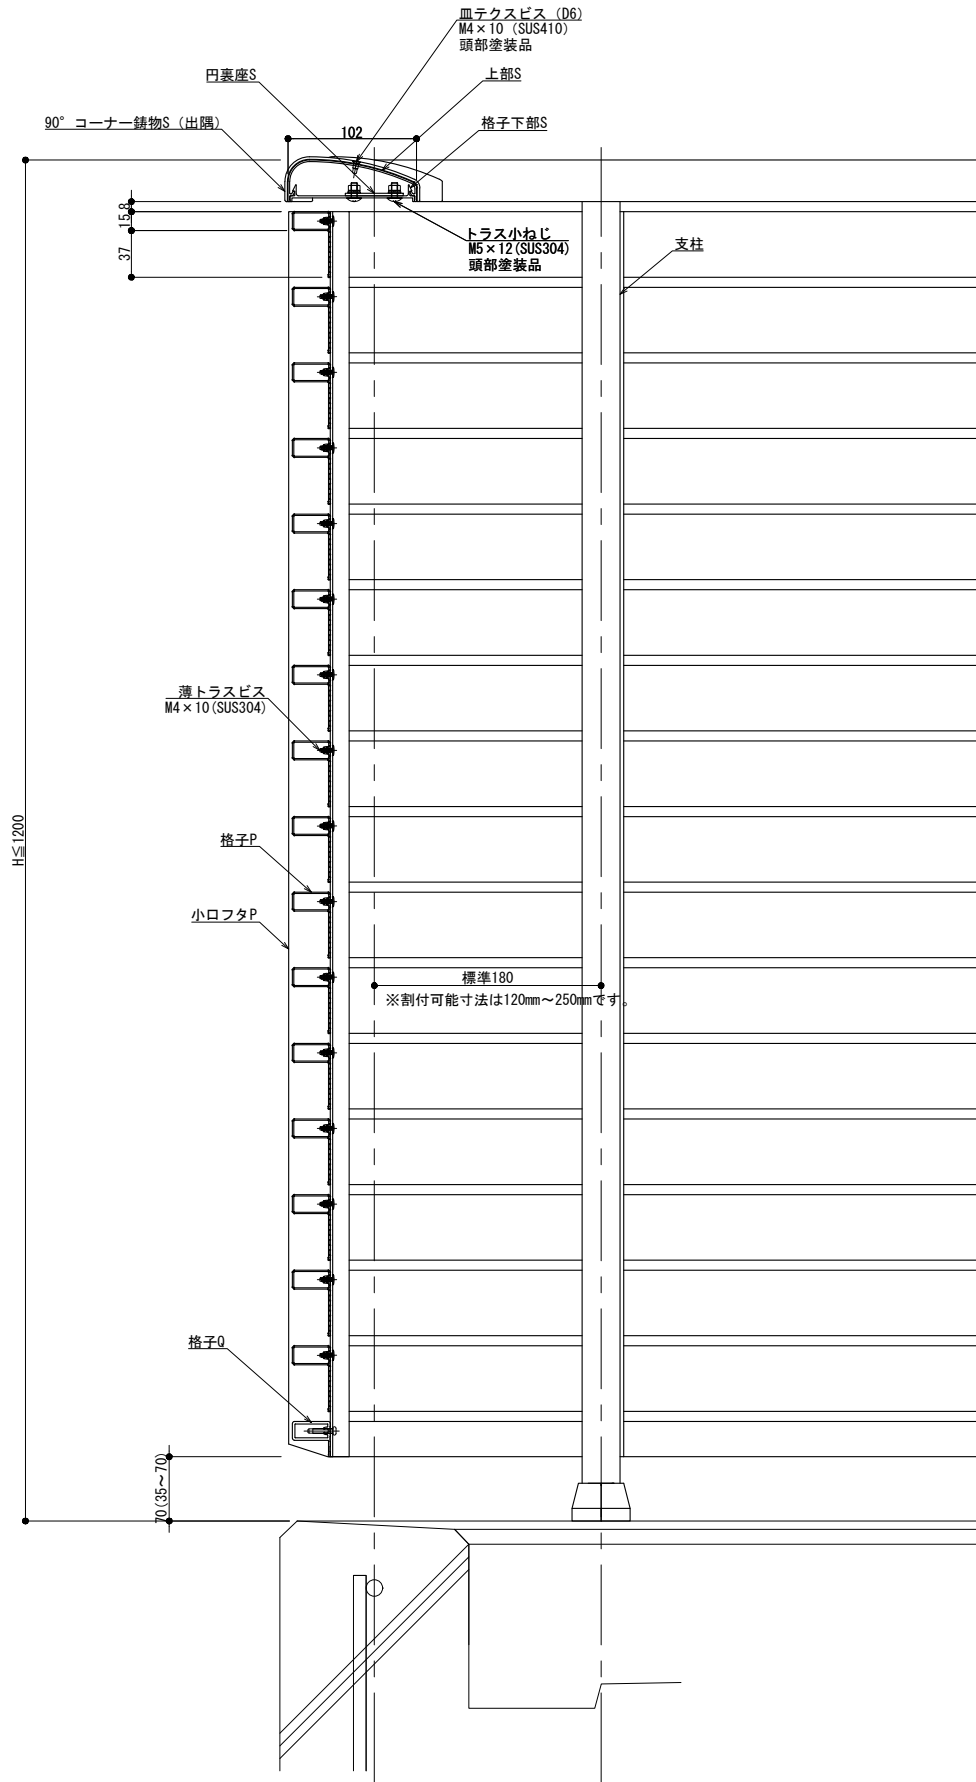 皿テクスビス (D6)
M4×10 (SUS410)
頭部塗装品
円裏座S
上部S
90° コーナー鋳物S (出隅)
格子下部S
102
15.8
37
トラス小ねじ
M5×12(SUS304)
頭部塗装品
支柱
薄トラスビス
M4×10(SUS304)
H≦1200
格子P
小口フタP
標準180
※割付可能寸法は120mm～250mmです。
格子Q
70(35～70)